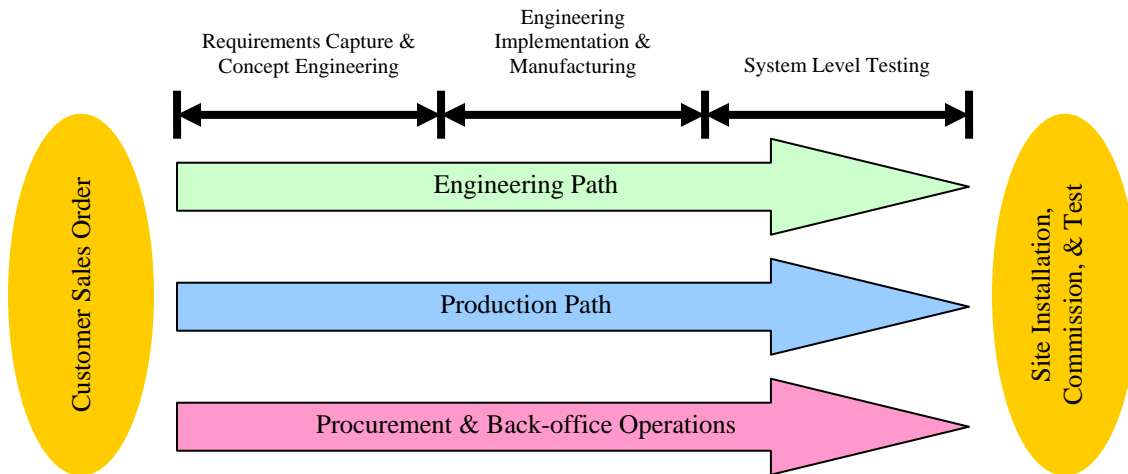 Requirements Capture &
Concept Engineering
Engineering
Implementation &
Manufacturing
System Level Testing
Customer Sales Order
Engineering Path
Production Path
Procurement & Back-office Operations
Site Installation,
Commission, & Test